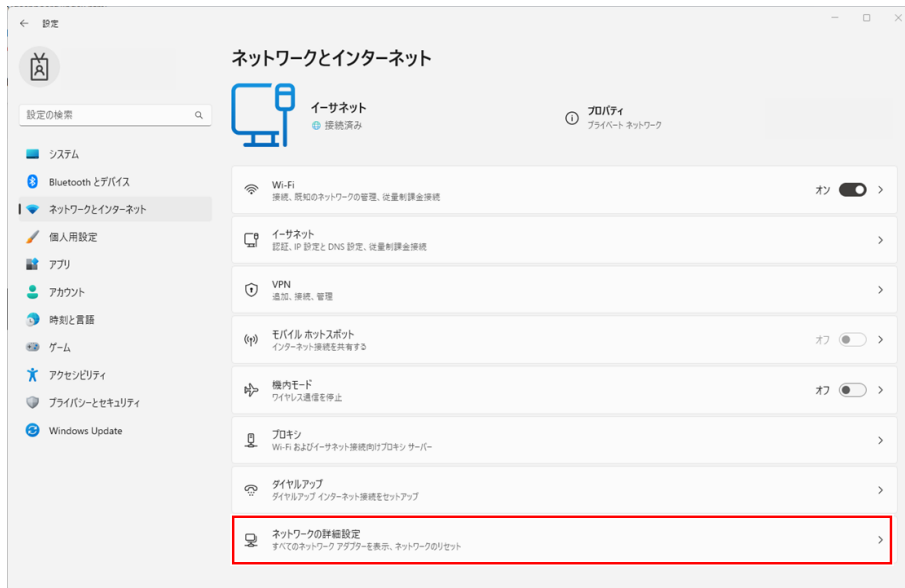 設定
ネットワークとインターネット
イーサネット
接続済み
プロパティ
プライベート ネットワーク
設定の検索
システム
Bluetooth とデバイス
ネットワークとインターネット
個人用設定
アプリ
アカウント
時刻と言語
ゲーム
アクセシビリティ
プライバシーとセキュリティ
Windows Update
Wi-Fi
接続、既知のネットワークの管理、従量制課金接続
オン
イーサネット
認証、IP 設定と DNS 設定、従量制課金接続
VPN
追加、接続、管理
モバイル ホットスポット
インターネット接続を共有する
オフ
機内モード
ワイヤレス通信を停止
オフ
プロキシ
Wi-Fi およびイーサネット接続向けプロキシ サーバー
ダイヤルアップ
ダイヤルアップ インターネット接続をセットアップ
ネットワークの詳細設定
すべてのネットワーク アダプターを表示、ネットワークのリセット